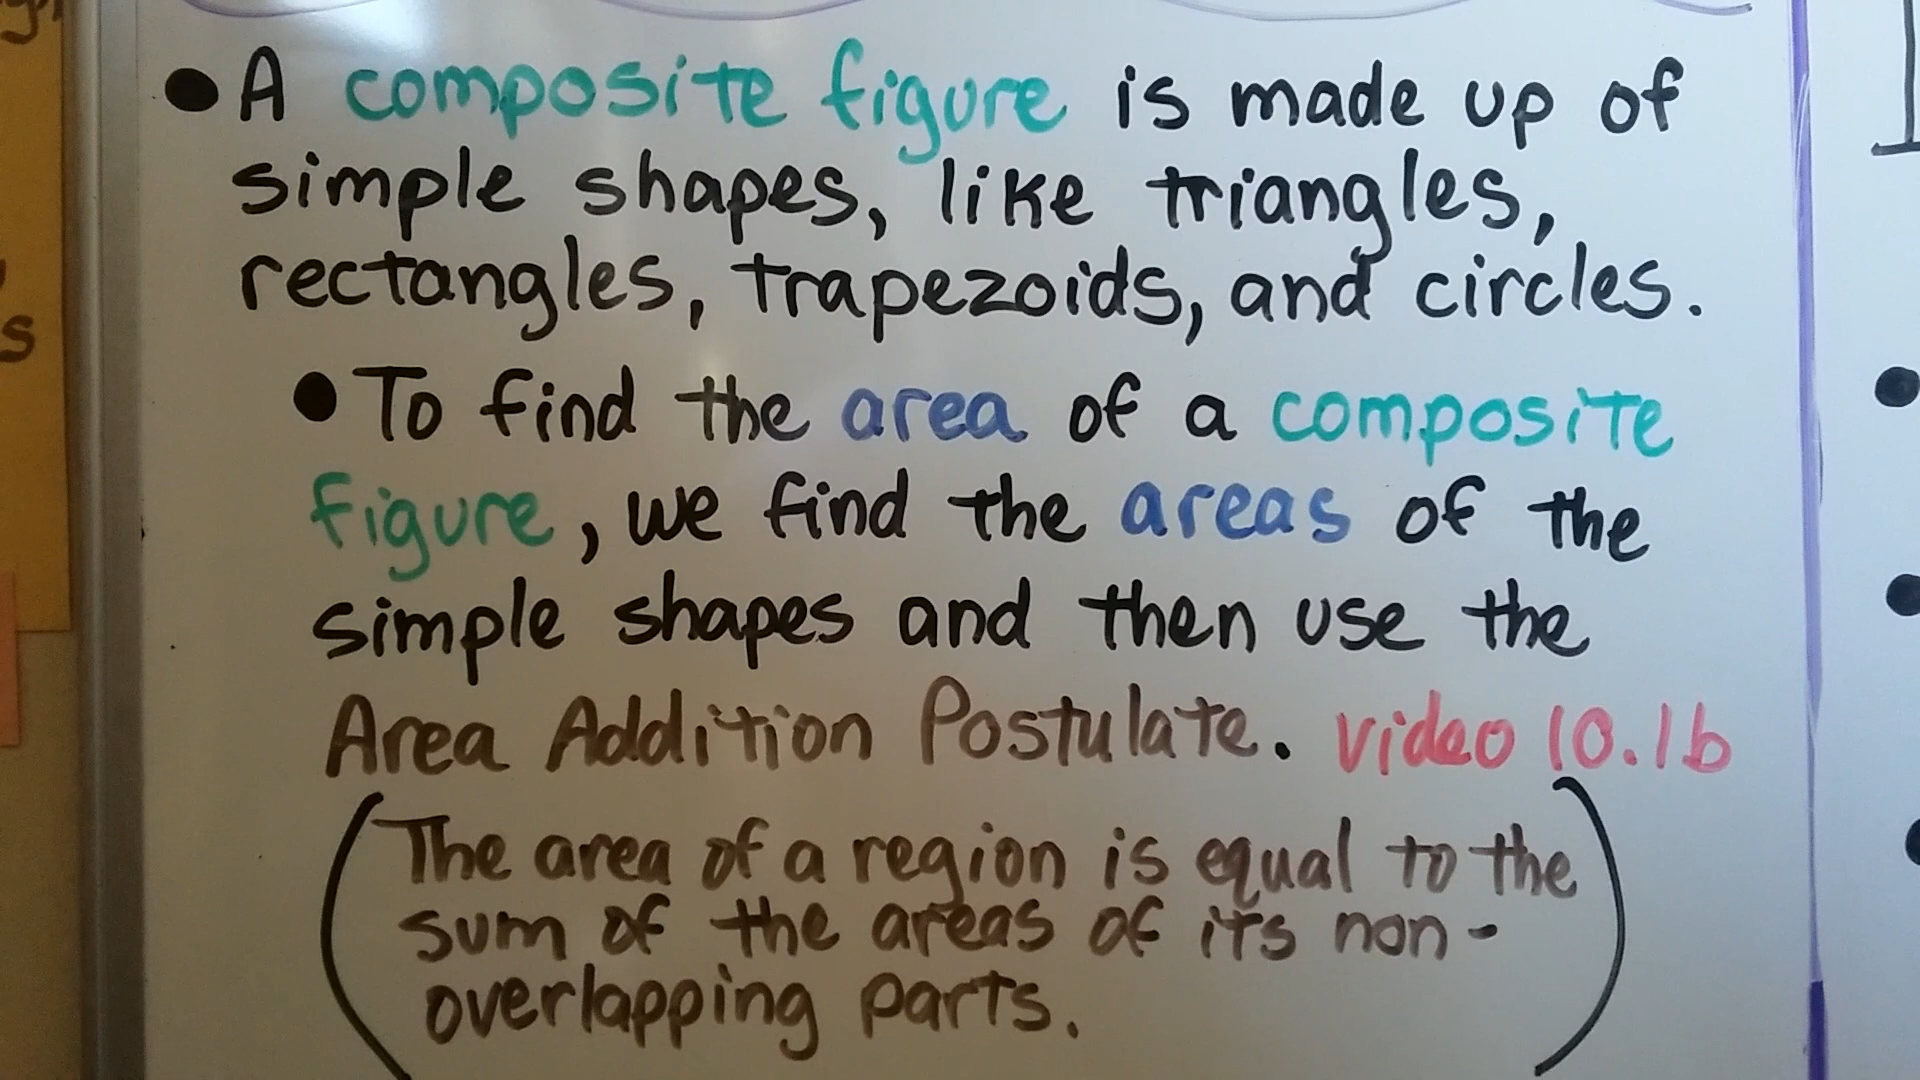 • A composite figure is made up of
simple shapes, like triangles,
rectangles, trapezoids, and circles.
• To find the area of a composite
figure, we find the areas of the
simple shapes and then use the
Area Addition Postulate. video 10.1b
(The area of a region is equal to the
sum of the areas of its non-
overlapping parts.)